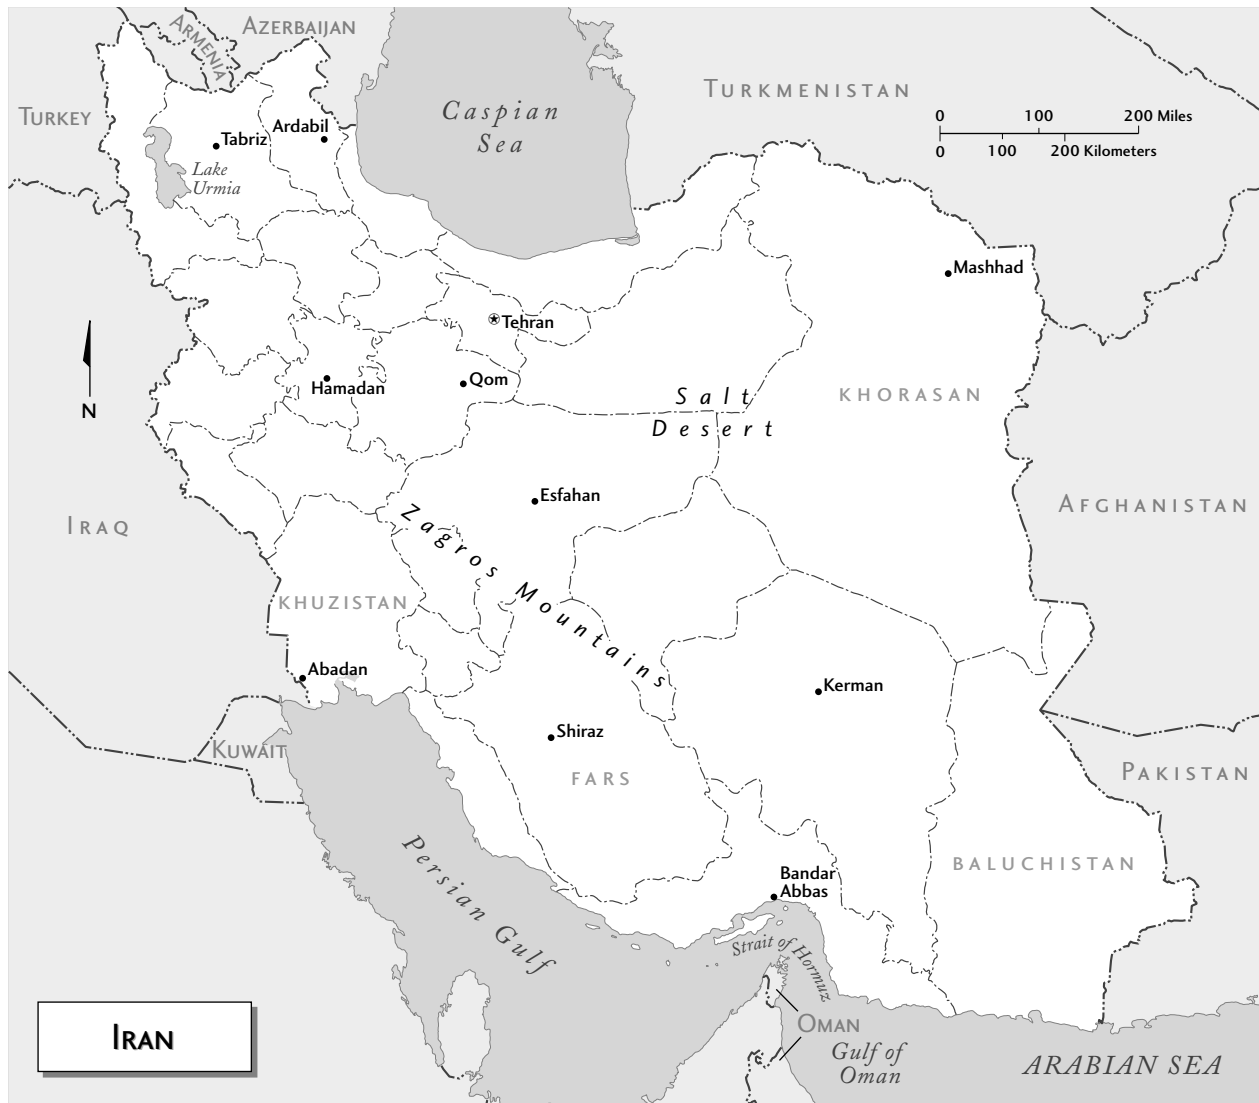 ARMENIA
AZERBAIJAN
TURKEY
Caspian
Sea
TURKMENISTAN
0 100 200 Miles
0 100 200 Kilometers
Tabriz
Ardabil
Lake
Urmia
Mashhad
Tehran
N
Hamadan
Qom
Salt
Desert
KHORASAN
Esfahan
AFGHANISTAN
IRAQ
Zagros Mountains
KHUZISTAN
Abadan
Kerman
Shiraz
KUWAIT
FARS
PAKISTAN
Persian Gulf
Bandar
Abbas
BALUCHISTAN
Strait of Hormuz
OMAN
Gulf of
Oman
ARABIAN SEA
IRAN